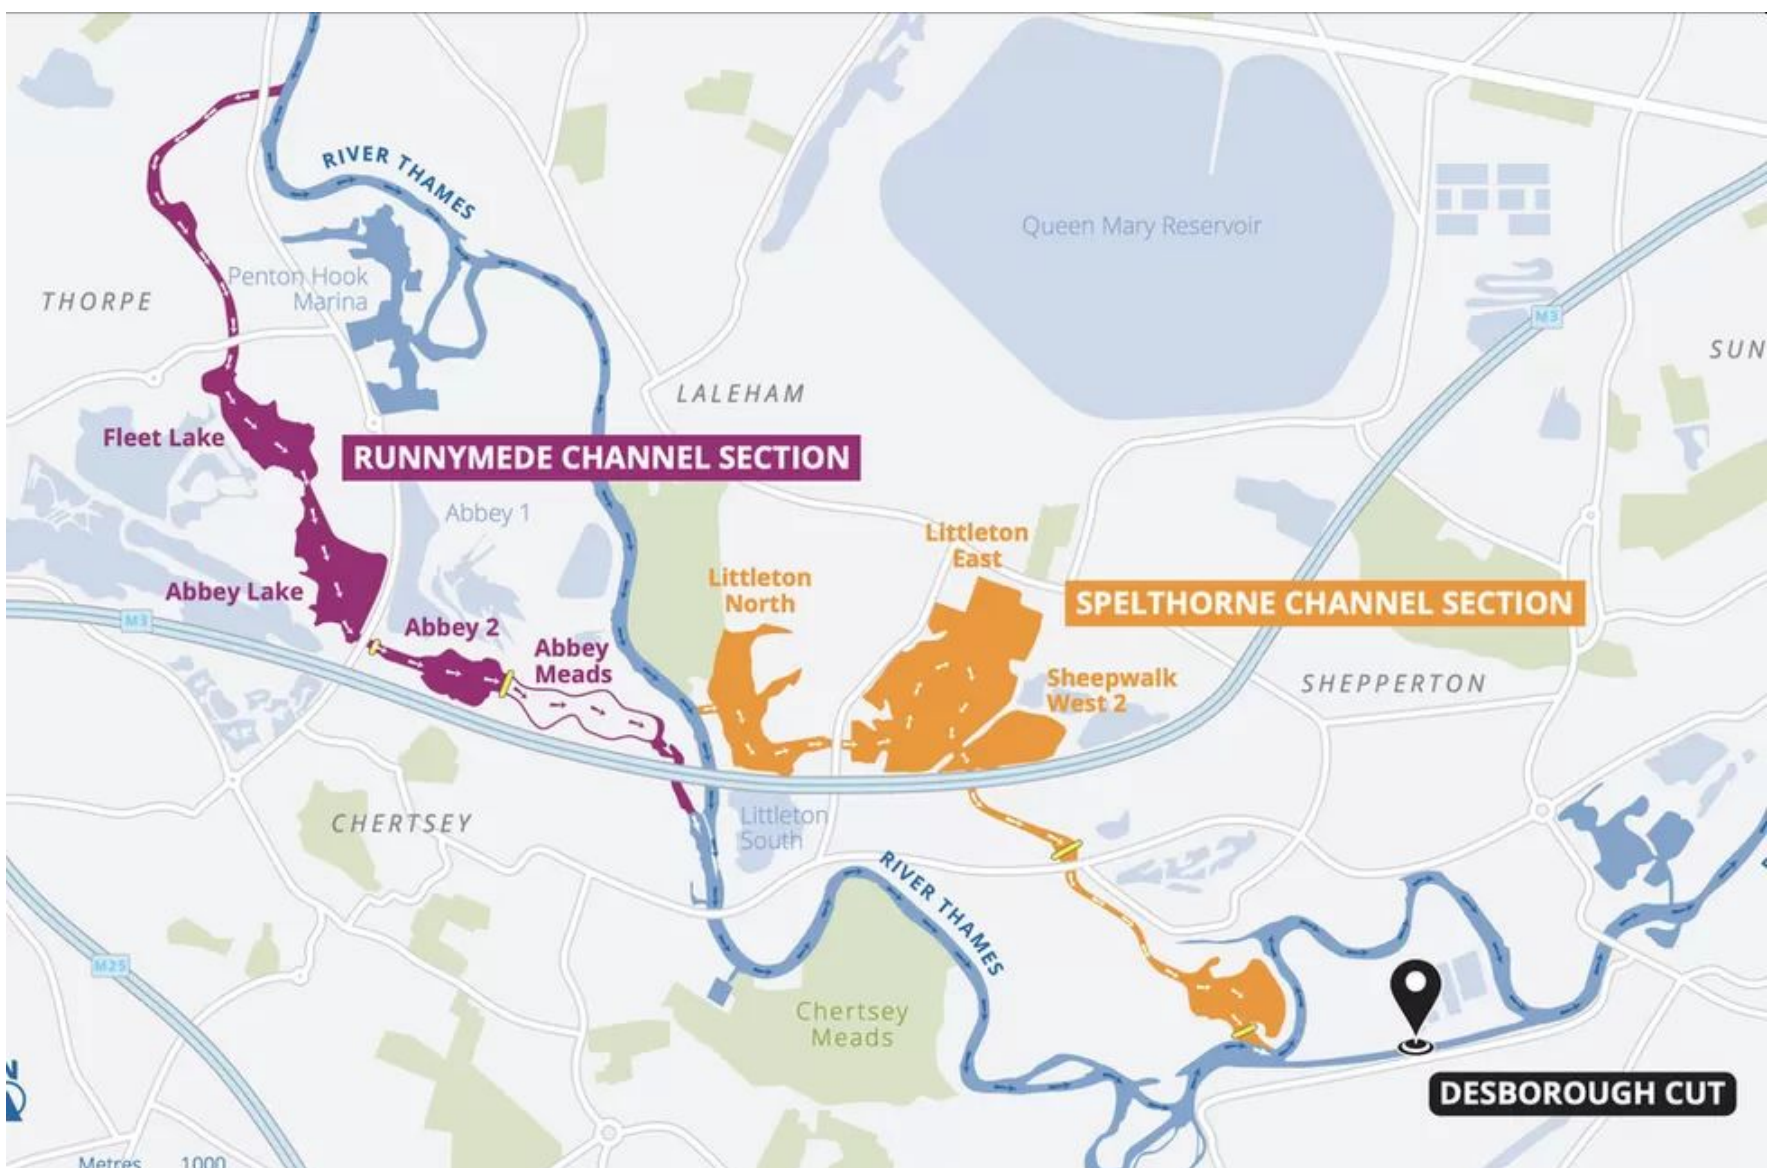 RIVER THAMES
Queen Mary Reservoir
Penton Hook
Marina
THORPE
M3
SUN
LALEHAM
Fleet Lake
RUNNYMEDE CHANNEL SECTION
Abbey 1
Littleton
East
Littleton
North
SPELTHORNE CHANNEL SECTION
Abbey Lake
M3
Abbey 2
Abbey
Meads
Sheepwalk
West 2
SHEPPERTON
Littleton
South
CHERTSEY
RIVER THAMES
M25
Chertsey
Meads
DESBOROUGH CUT
Metres 1000